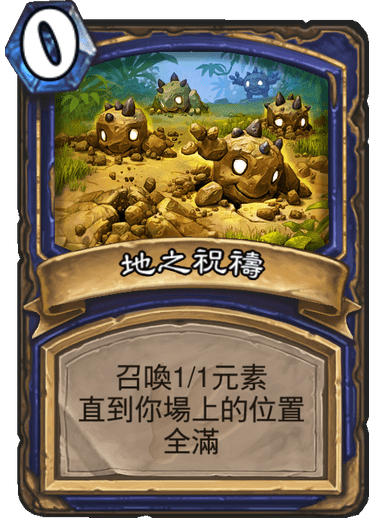 0
地之祝禱
召喚1/1元素
直到你場上的位置
全滿